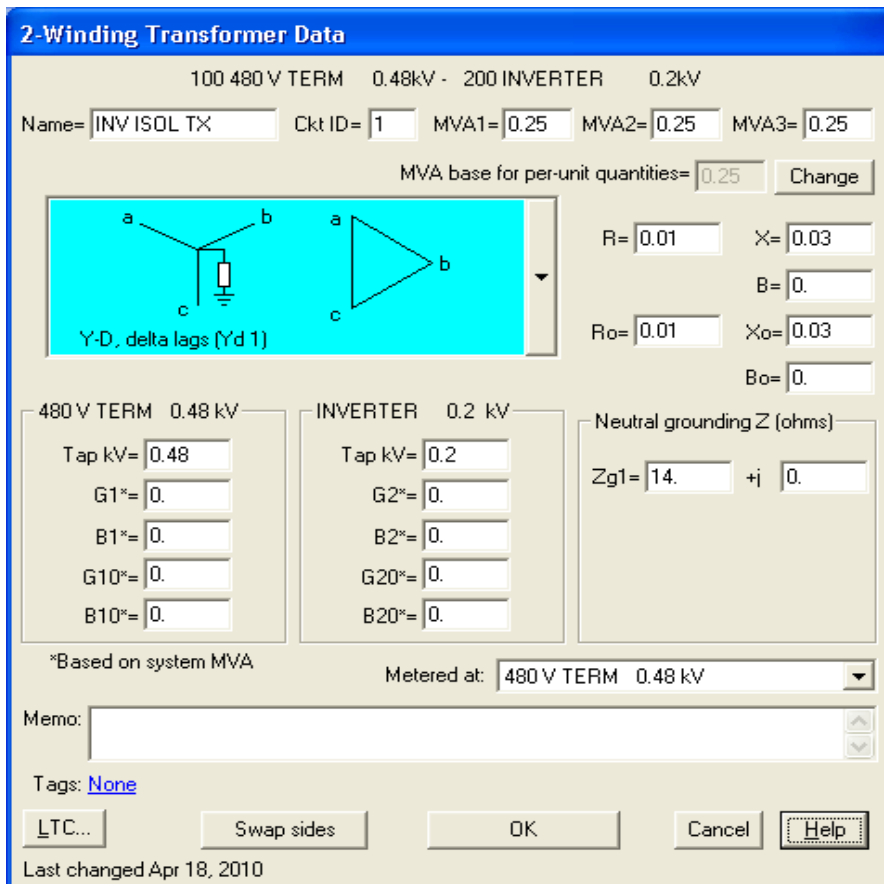 2-Winding Transformer Data
100 480 V TERM 0.48kV - 200 INVERTER 0.2kV
Name= INV ISOL TX Ckt ID= 1 MVA1= 0.25 MVA2= 0.25 MVA3= 0.25
MVA base for per-unit quantities= 0.25 Change
a b a b c c
Y-D, delta lags (Yd 1)
R= 0.01 X= 0.03
B= 0.
Ro= 0.01 Xo= 0.03
Bo= 0.
480 V TERM 0.48 kV
Tap kV= 0.48
G1*= 0.
B1*= 0.
G10*= 0.
B10*= 0.
INVERTER 0.2 kV
Tap kV= 0.2
G2*= 0.
B2*= 0.
G20*= 0.
B20*= 0.
Neutral grounding Z (ohms)
Zg1= 14. +j 0.
*Based on system MVA
Metered at: 480 V TERM 0.48 kV
Memo:
Tags: None
LTC... Swap sides OK Cancel Help
Last changed Apr 18, 2010